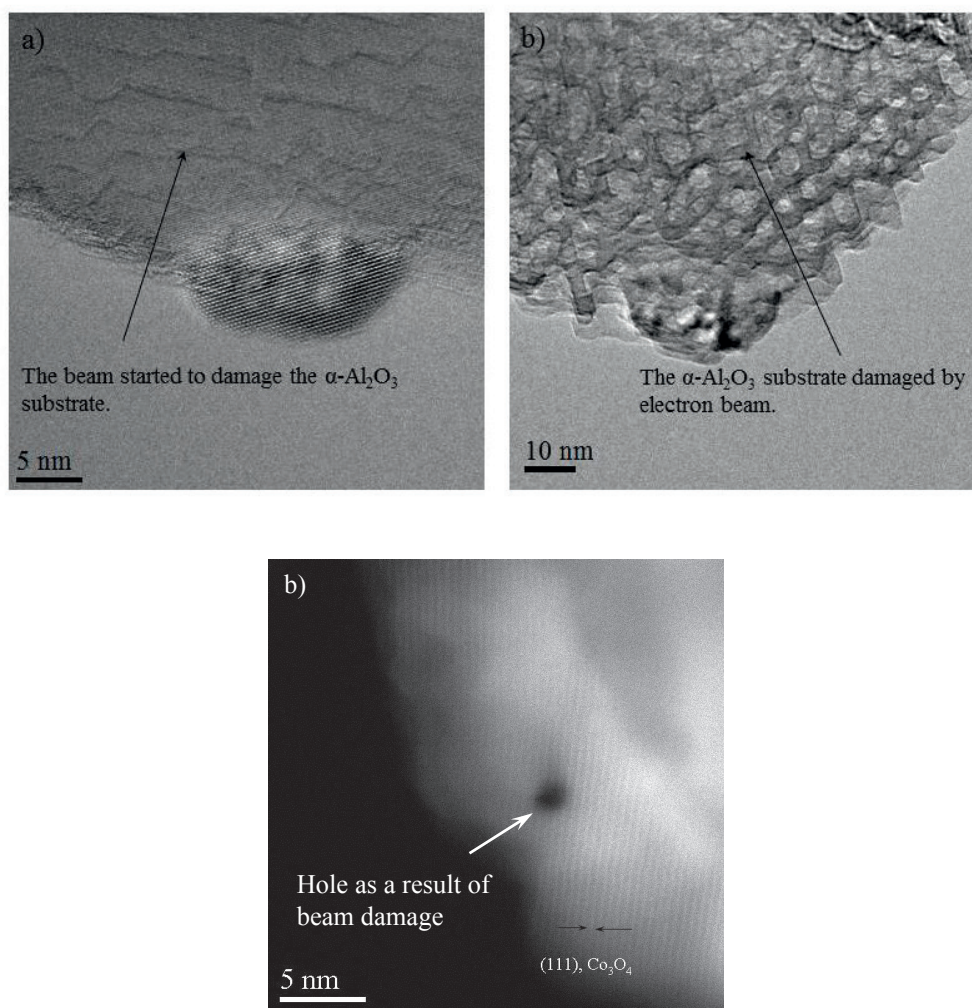 a)
The beam started to damage the α-Al₂O₃
substrate.
5 nm
b)
The α-Al₂O₃ substrate damaged by
electron beam.
10 nm
b)
Hole as a result of
beam damage
(111), Co₃O₄
5 nm